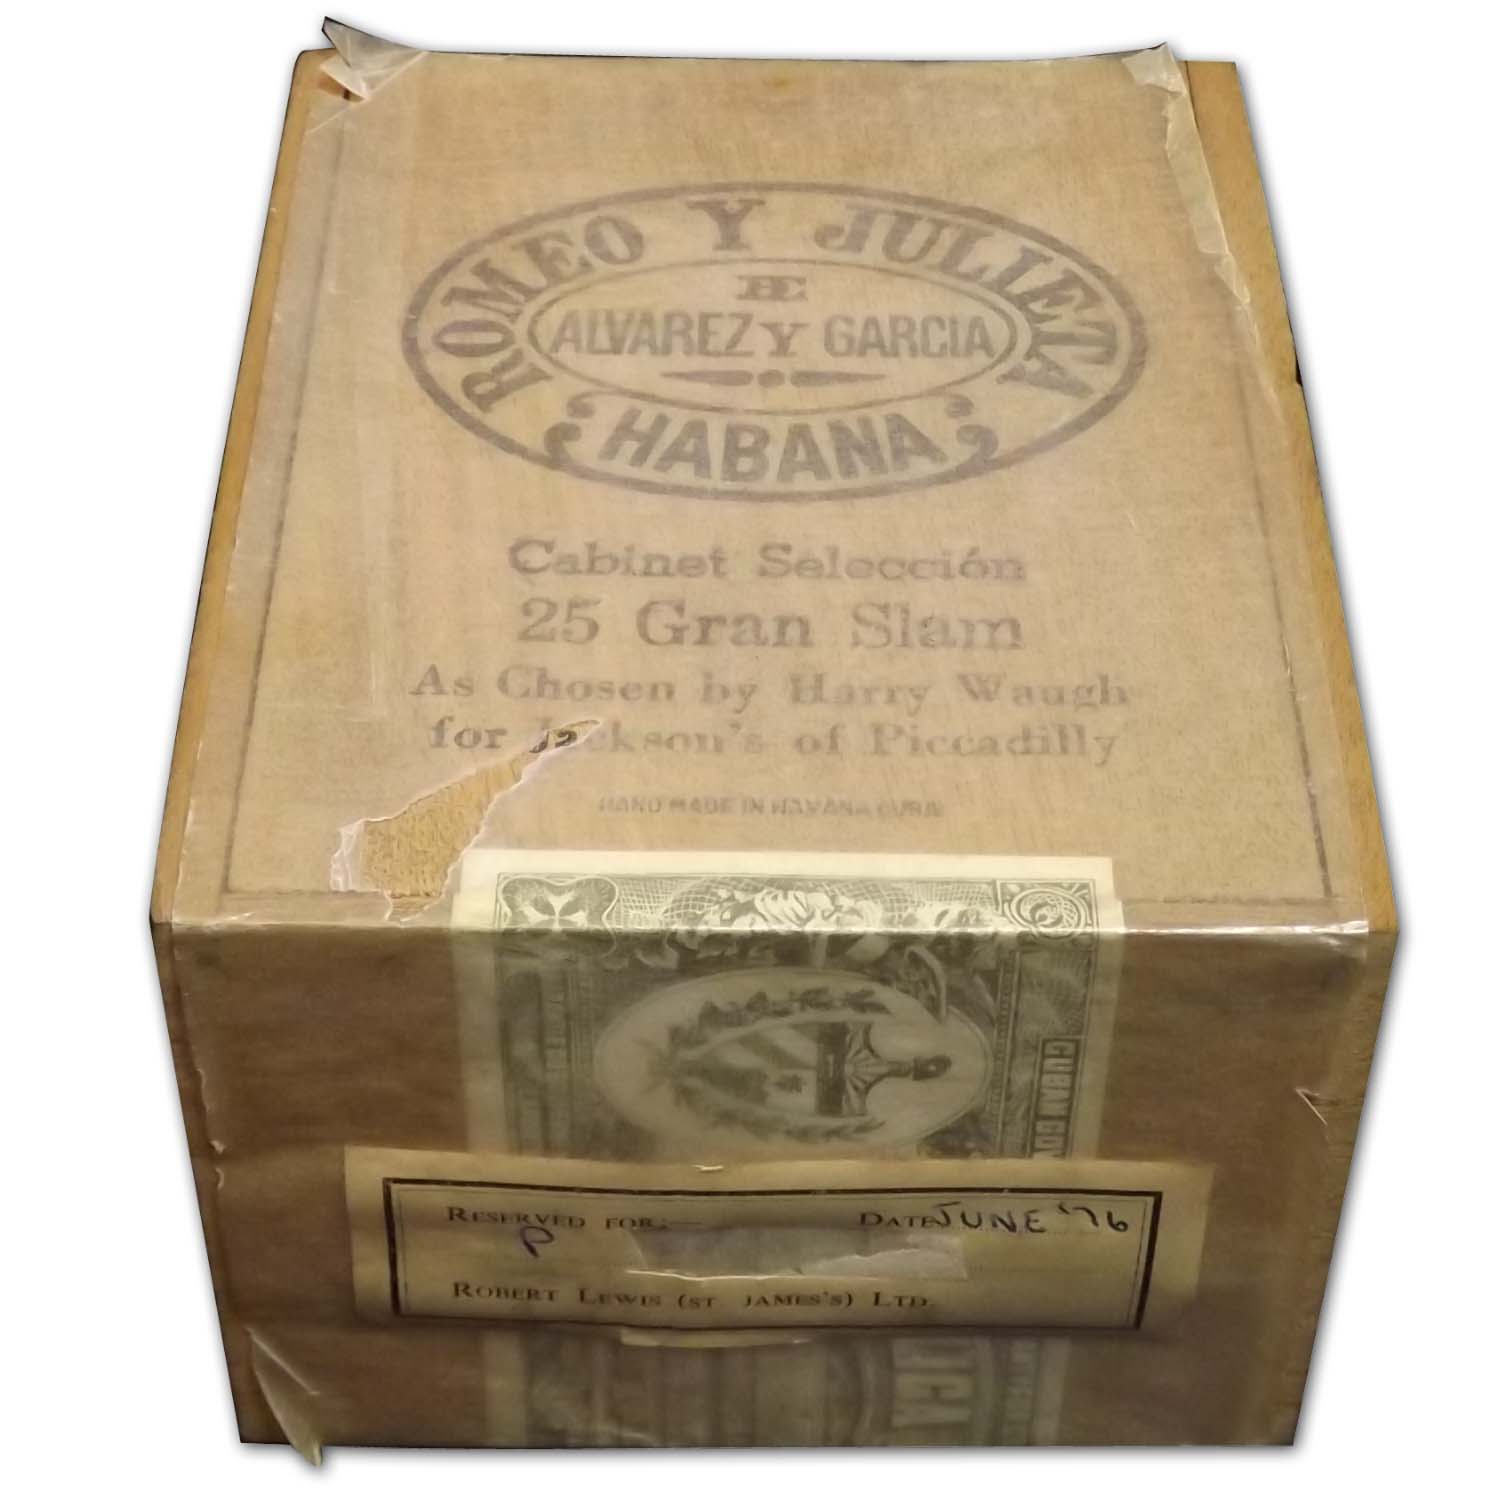 ROMEO Y JULIETA
DE
ALVAREZ Y GARCIA
HABANA
Cabinet Selección
25 Gran Slam
As Chosen by Harry Waugh
for Jackson's of Piccadilly
HAND MADE IN HAVANA CUBA
CUBAN GOV
RESERVED FOR:— DATE JUNE '76
P
ROBERT LEWIS (ST. JAMES'S) LTD.